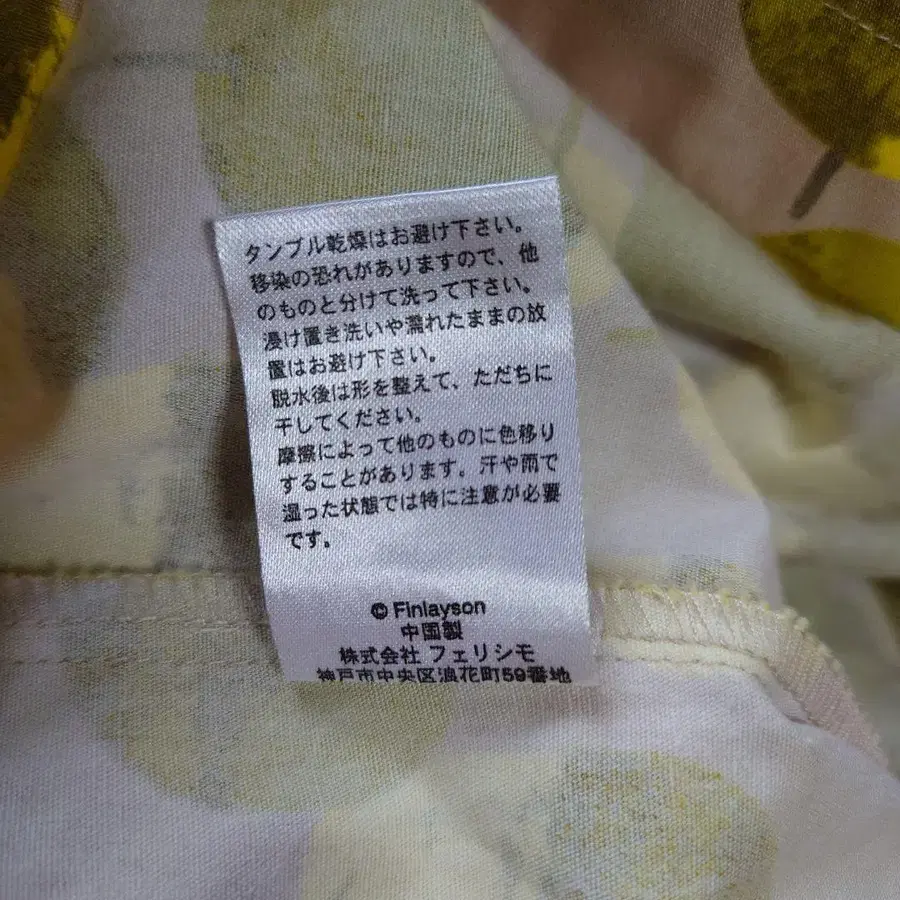 タンブル乾燥はお避け下さい。
移染の恐れがありますので、他
のものと分けて洗って下さい。
浸け置き洗いや濡れたままの放
置はお避け下さい。
脱水後は形を整えて、ただちに
干してください。
摩擦によって他のものに色移り
することがあります。汗や雨で
湿った状態では特に注意が必要
です。
© Finlayson
中国製
株式会社 フェリシモ
神戸市中央区浪花町59番地